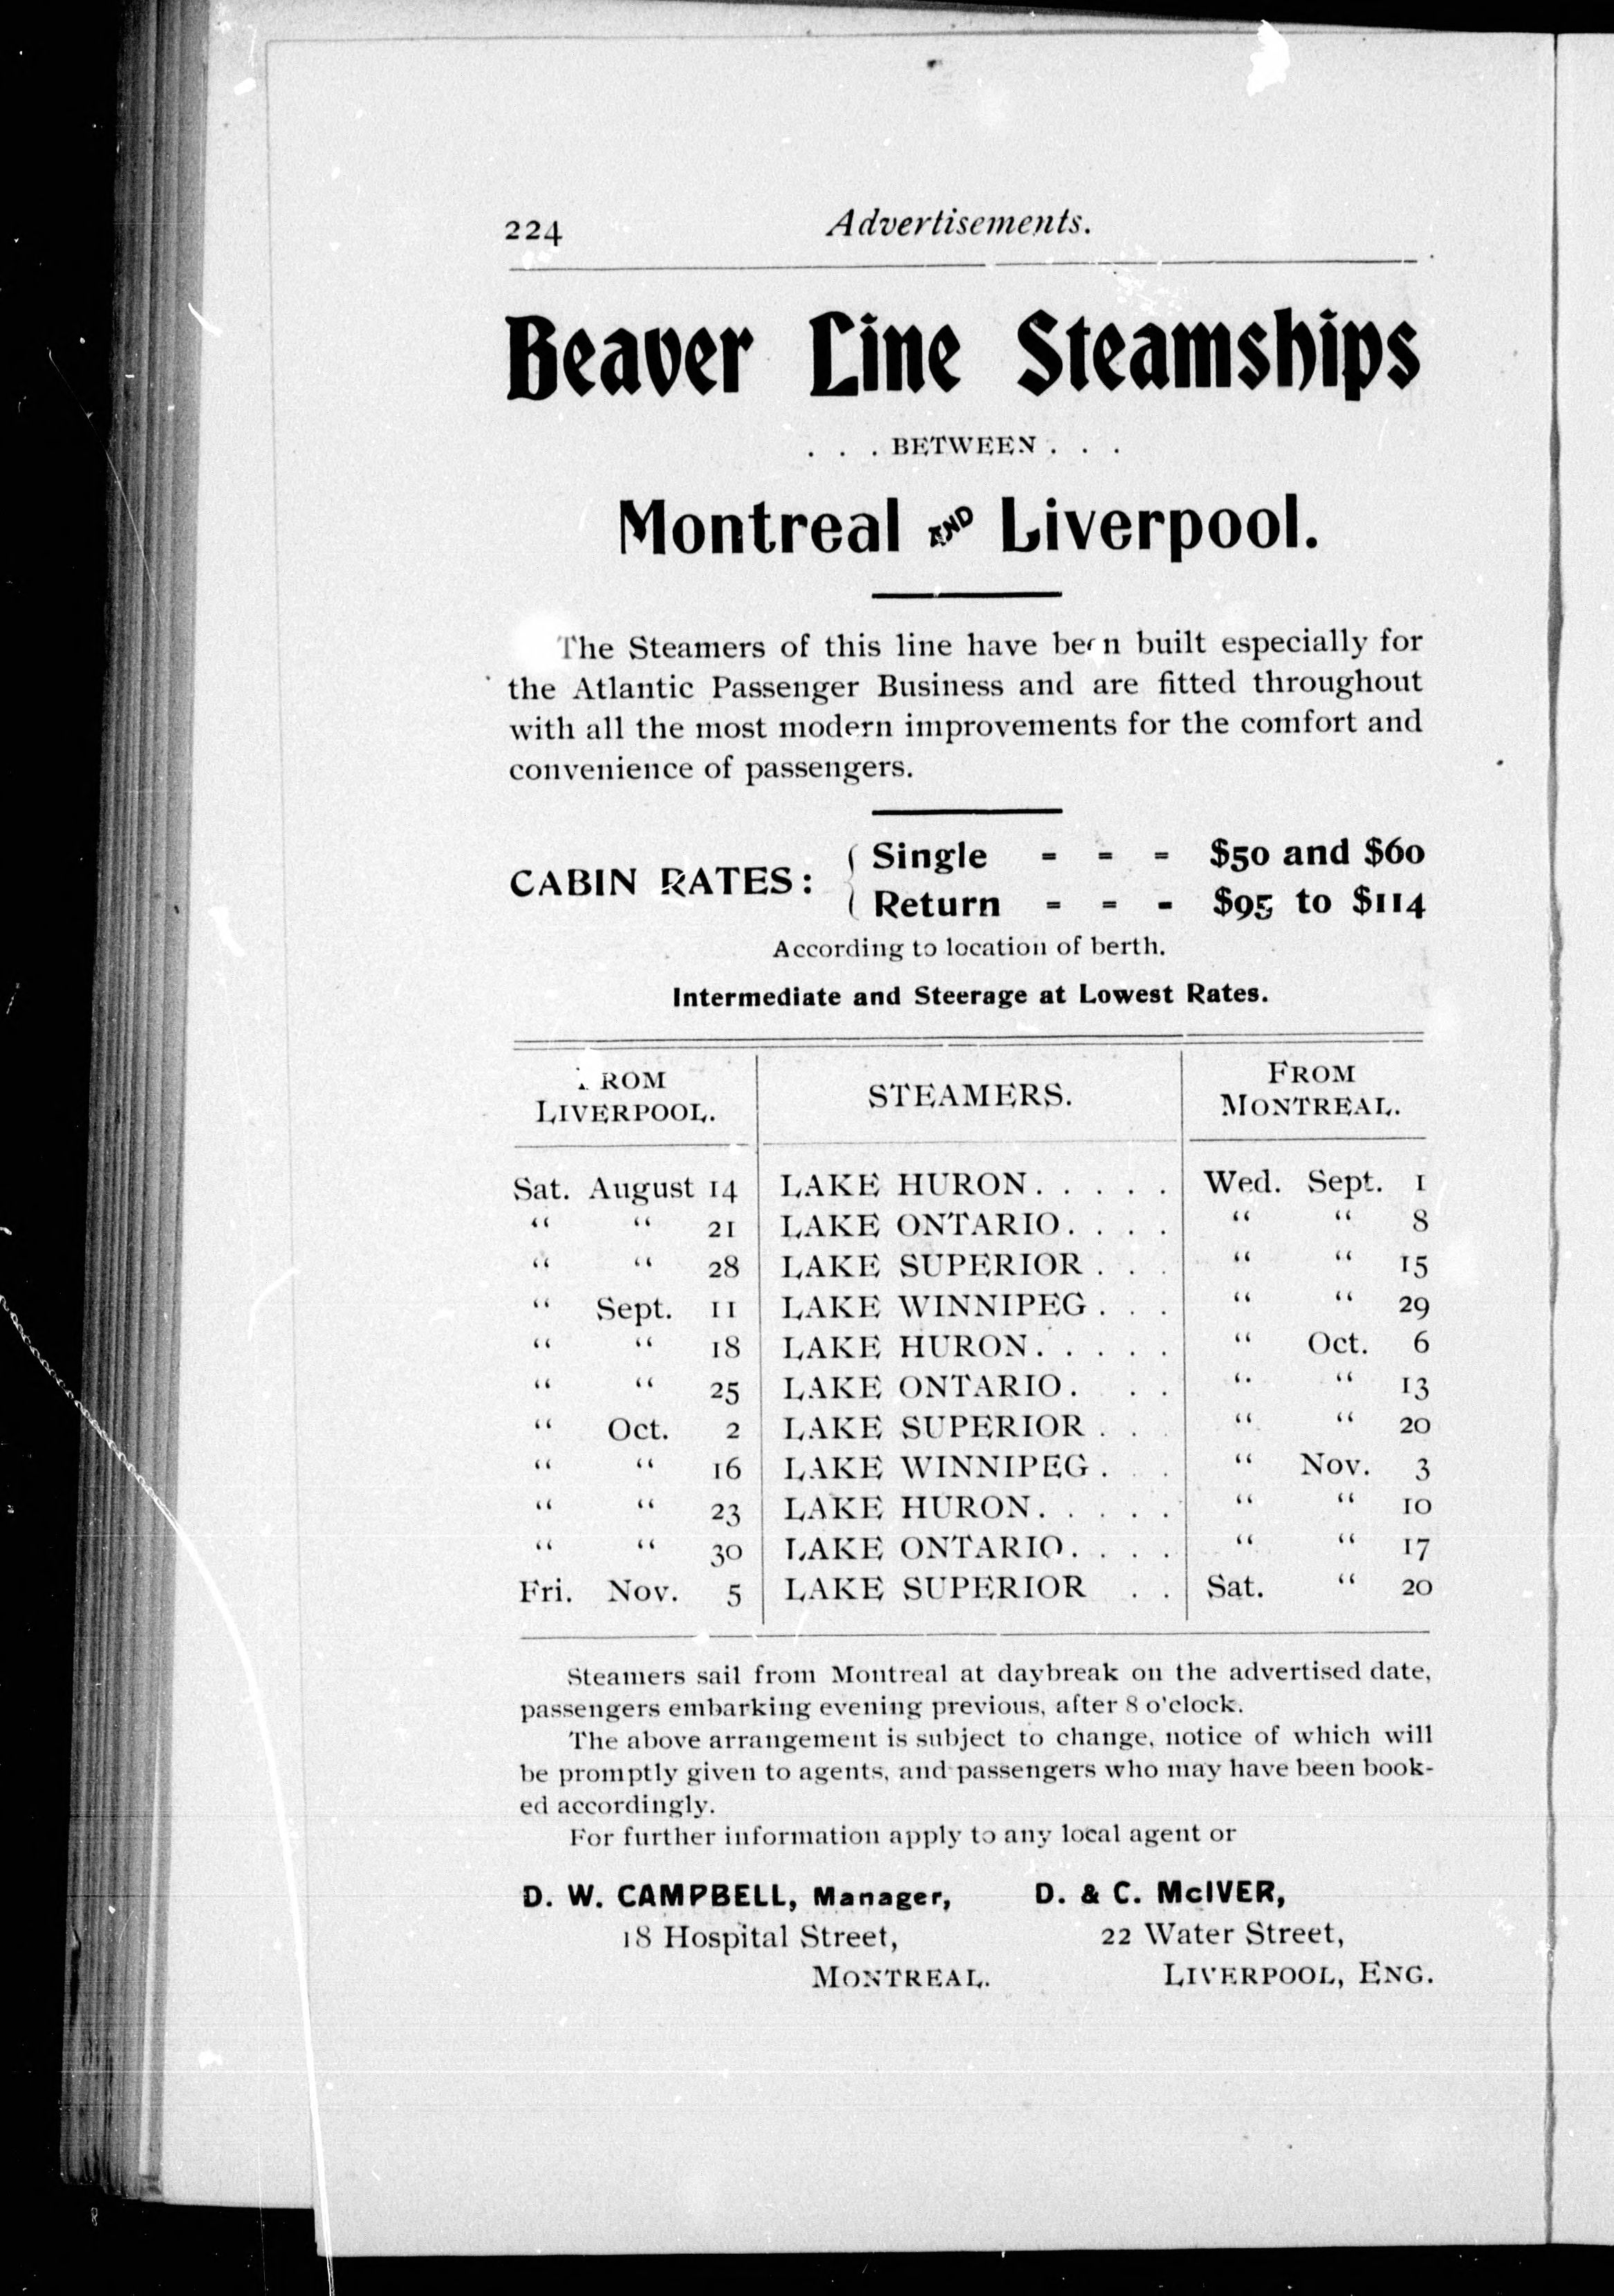 224 Advertisements.
Beaver Line Steamships
. . . BETWEEN . . .
Montreal AND Liverpool.
The Steamers of this line have been built especially for
the Atlantic Passenger Business and are fitted throughout
with all the most modern improvements for the comfort and
convenience of passengers.
CABIN RATES: { Single - - - $50 and $60
Return - - - $95 to $114
According to location of berth.
Intermediate and Steerage at Lowest Rates.
FROM LIVERPOOL. STEAMERS. FROM MONTREAL.
Sat. August 14 LAKE HURON. . . . . Wed. Sept. 1
“ “ 21 LAKE ONTARIO. . . . “ “ 8
“ “ 28 LAKE SUPERIOR . . . “ “ 15
“ Sept. 11 LAKE WINNIPEG . . . “ “ 29
“ “ 18 LAKE HURON. . . . . “ Oct. 6
“ “ 25 LAKE ONTARIO. . . “ “ 13
“ Oct. 2 LAKE SUPERIOR . . “ “ 20
“ “ 16 LAKE WINNIPEG . . . “ Nov. 3
“ “ 23 LAKE HURON. . . . . “ “ 10
“ “ 30 LAKE ONTARIO. . . . “ “ 17
Fri. Nov. 5 LAKE SUPERIOR . . Sat. “ 20
Steamers sail from Montreal at daybreak on the advertised date,
passengers embarking evening previous, after 8 o'clock.
The above arrangement is subject to change, notice of which will
be promptly given to agents, and passengers who may have been book-
ed accordingly.
For further information apply to any local agent or
D. W. CAMPBELL, Manager, D. & C. McIVER,
18 Hospital Street, 22 Water Street,
MONTREAL. LIVERPOOL, ENG.